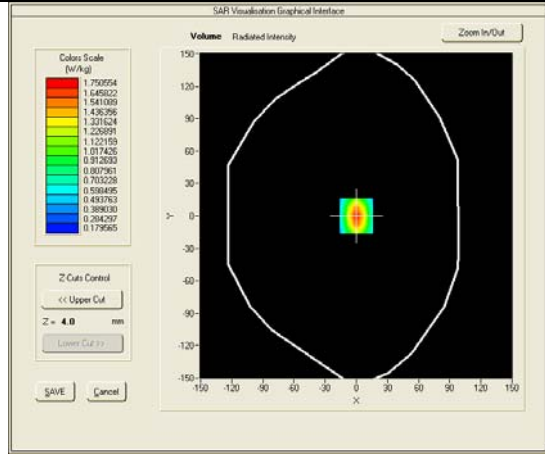 SAR Visualisation Graphical Interface
Volume Radiated Intensity
Zoom In/Out
Colors Scale
(W/kg)
1.750554
1.645822
1.541089
1.436356
1.331624
1.226891
1.122159
1.017426
0.912693
0.807961
0.703228
0.598495
0.493763
0.389030
0.284297
0.179565
150
120
90
60
30
0
-30
-60
-90
-120
-150
Y
-150 -120 -90 -60 -30 0 30 60 90 120 150
X
Z Cuts Control
<< Upper Cut
Z = 4.0 mm
Lower Cut >>
SAVE
Cancel